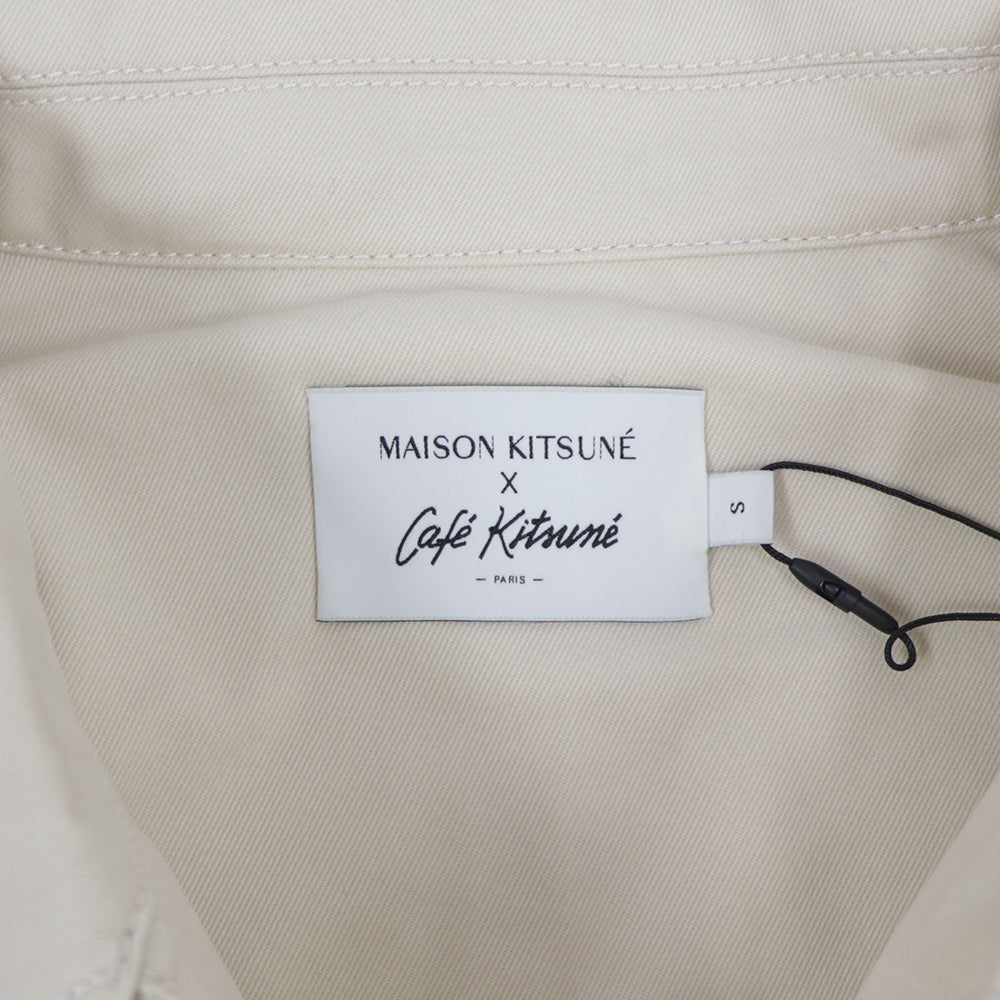 MAISON KITSUNÉ
X
Café Kitsuné
— PARIS —
S